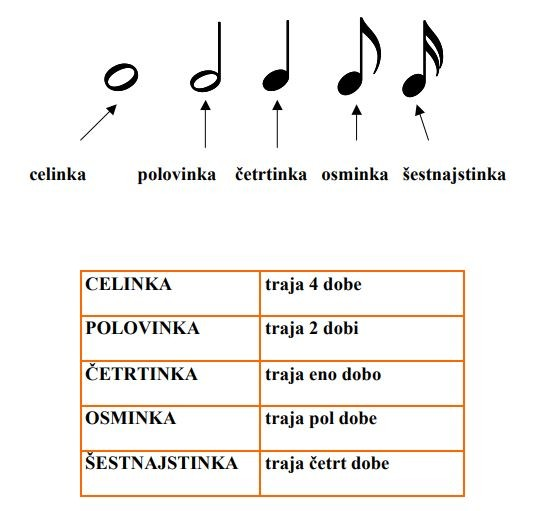 celinka polovinka četrtinka osminka šestnajstinka
CELINKA traja 4 dobe
POLOVINKA traja 2 dobi
ČETRTINKA traja eno dobo
OSMINKA traja pol dobe
ŠESTNAJSTINKA traja četrt dobe